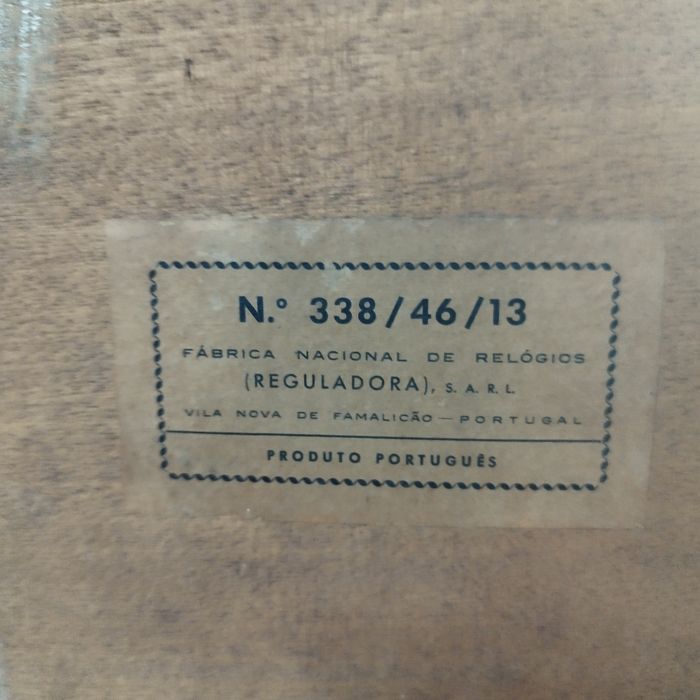 N.º 338/46/13
FÁBRICA NACIONAL DE RELÓGIOS
(REGULADORA), S. A. R. L.
VILA NOVA DE FAMALICÃO — PORTUGAL
PRODUTO PORTUGUÊS